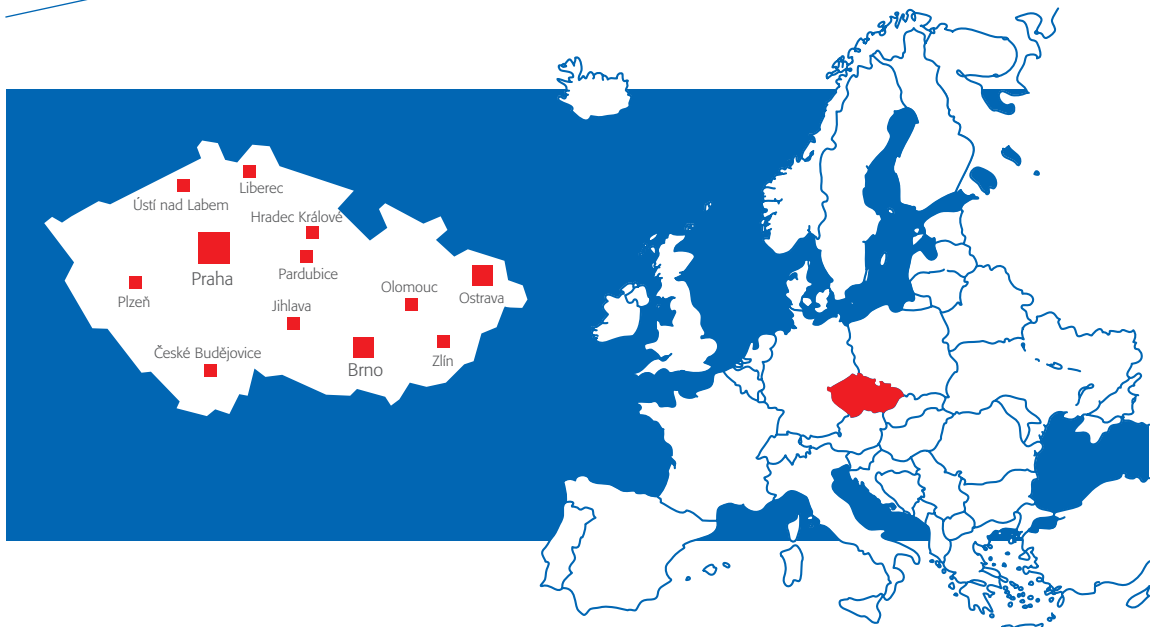 Liberec
Ústí nad Labem
Hradec Králové
Praha
Pardubice
Plzeň
Olomouc
Ostrava
Jihlava
České Budějovice
Brno
Zlín